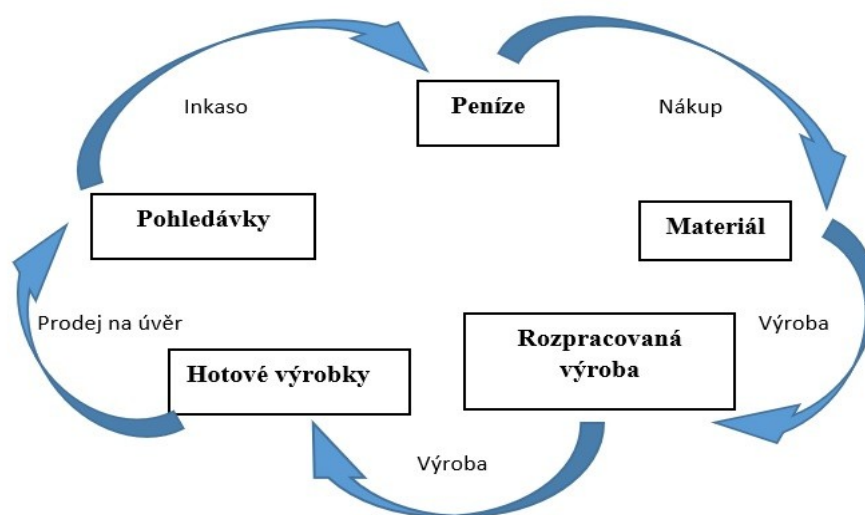 Inkaso
Peníze
Nákup
Pohledávky
Materiál
Prodej na úvěr
Výroba
Rozpracovaná
výroba
Hotové výrobky
Výroba